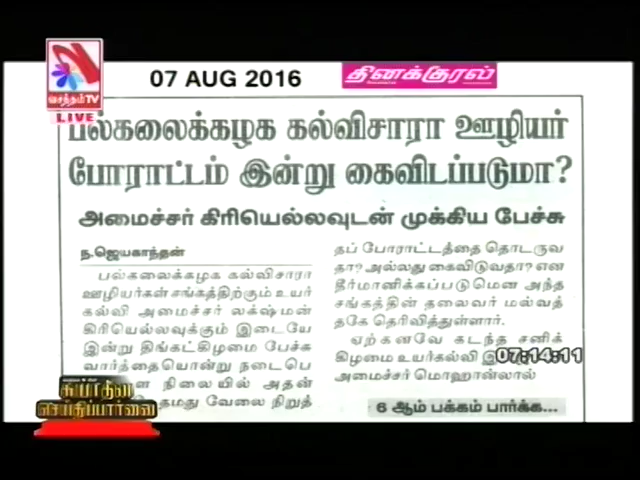 வசந்தம்TV
LIVE
07 AUG 2016
தினக்குரல்
பல்கலைக்கழக கல்விசாரா ஊழியர்
போராட்டம் இன்று கைவிடப்படுமா?
அமைச்சர் கிரியெல்லவுடன் முக்கிய பேச்சு
ந.ஜெயகாந்தன்
பல்கலைக்கழக கல்விசாரா
ஊழியர்கள் சங்கத்திற்கும் உயர்
கல்வி அமைச்சர் லக்ஷ்மன்
கிரியெல்லவுக்கும் இடையே
இன்று திங்கட்கிழமை பேச்சு
வார்த்தையொன்று நடைபெ
ள நிலையில் அதன்
தமது வேலை நிறுத்
தப் போராட்டத்தை தொடருவ
தா? அல்லது கைவிடுவதா? என
தீர்மானிக்கப்படுமென அந்த
சங்கத்தின் தலைவர் மல்வத்
தகே தெரிவித்துள்ளார்.
ஏற்கனவே கடந்த சனிக்
கிழமை உயர்கல்வி
07:14:11
அமைச்சர் மொஹான்லால்
6 ஆம் பக்கம் பார்க்க...
செய்திப்பார்வை